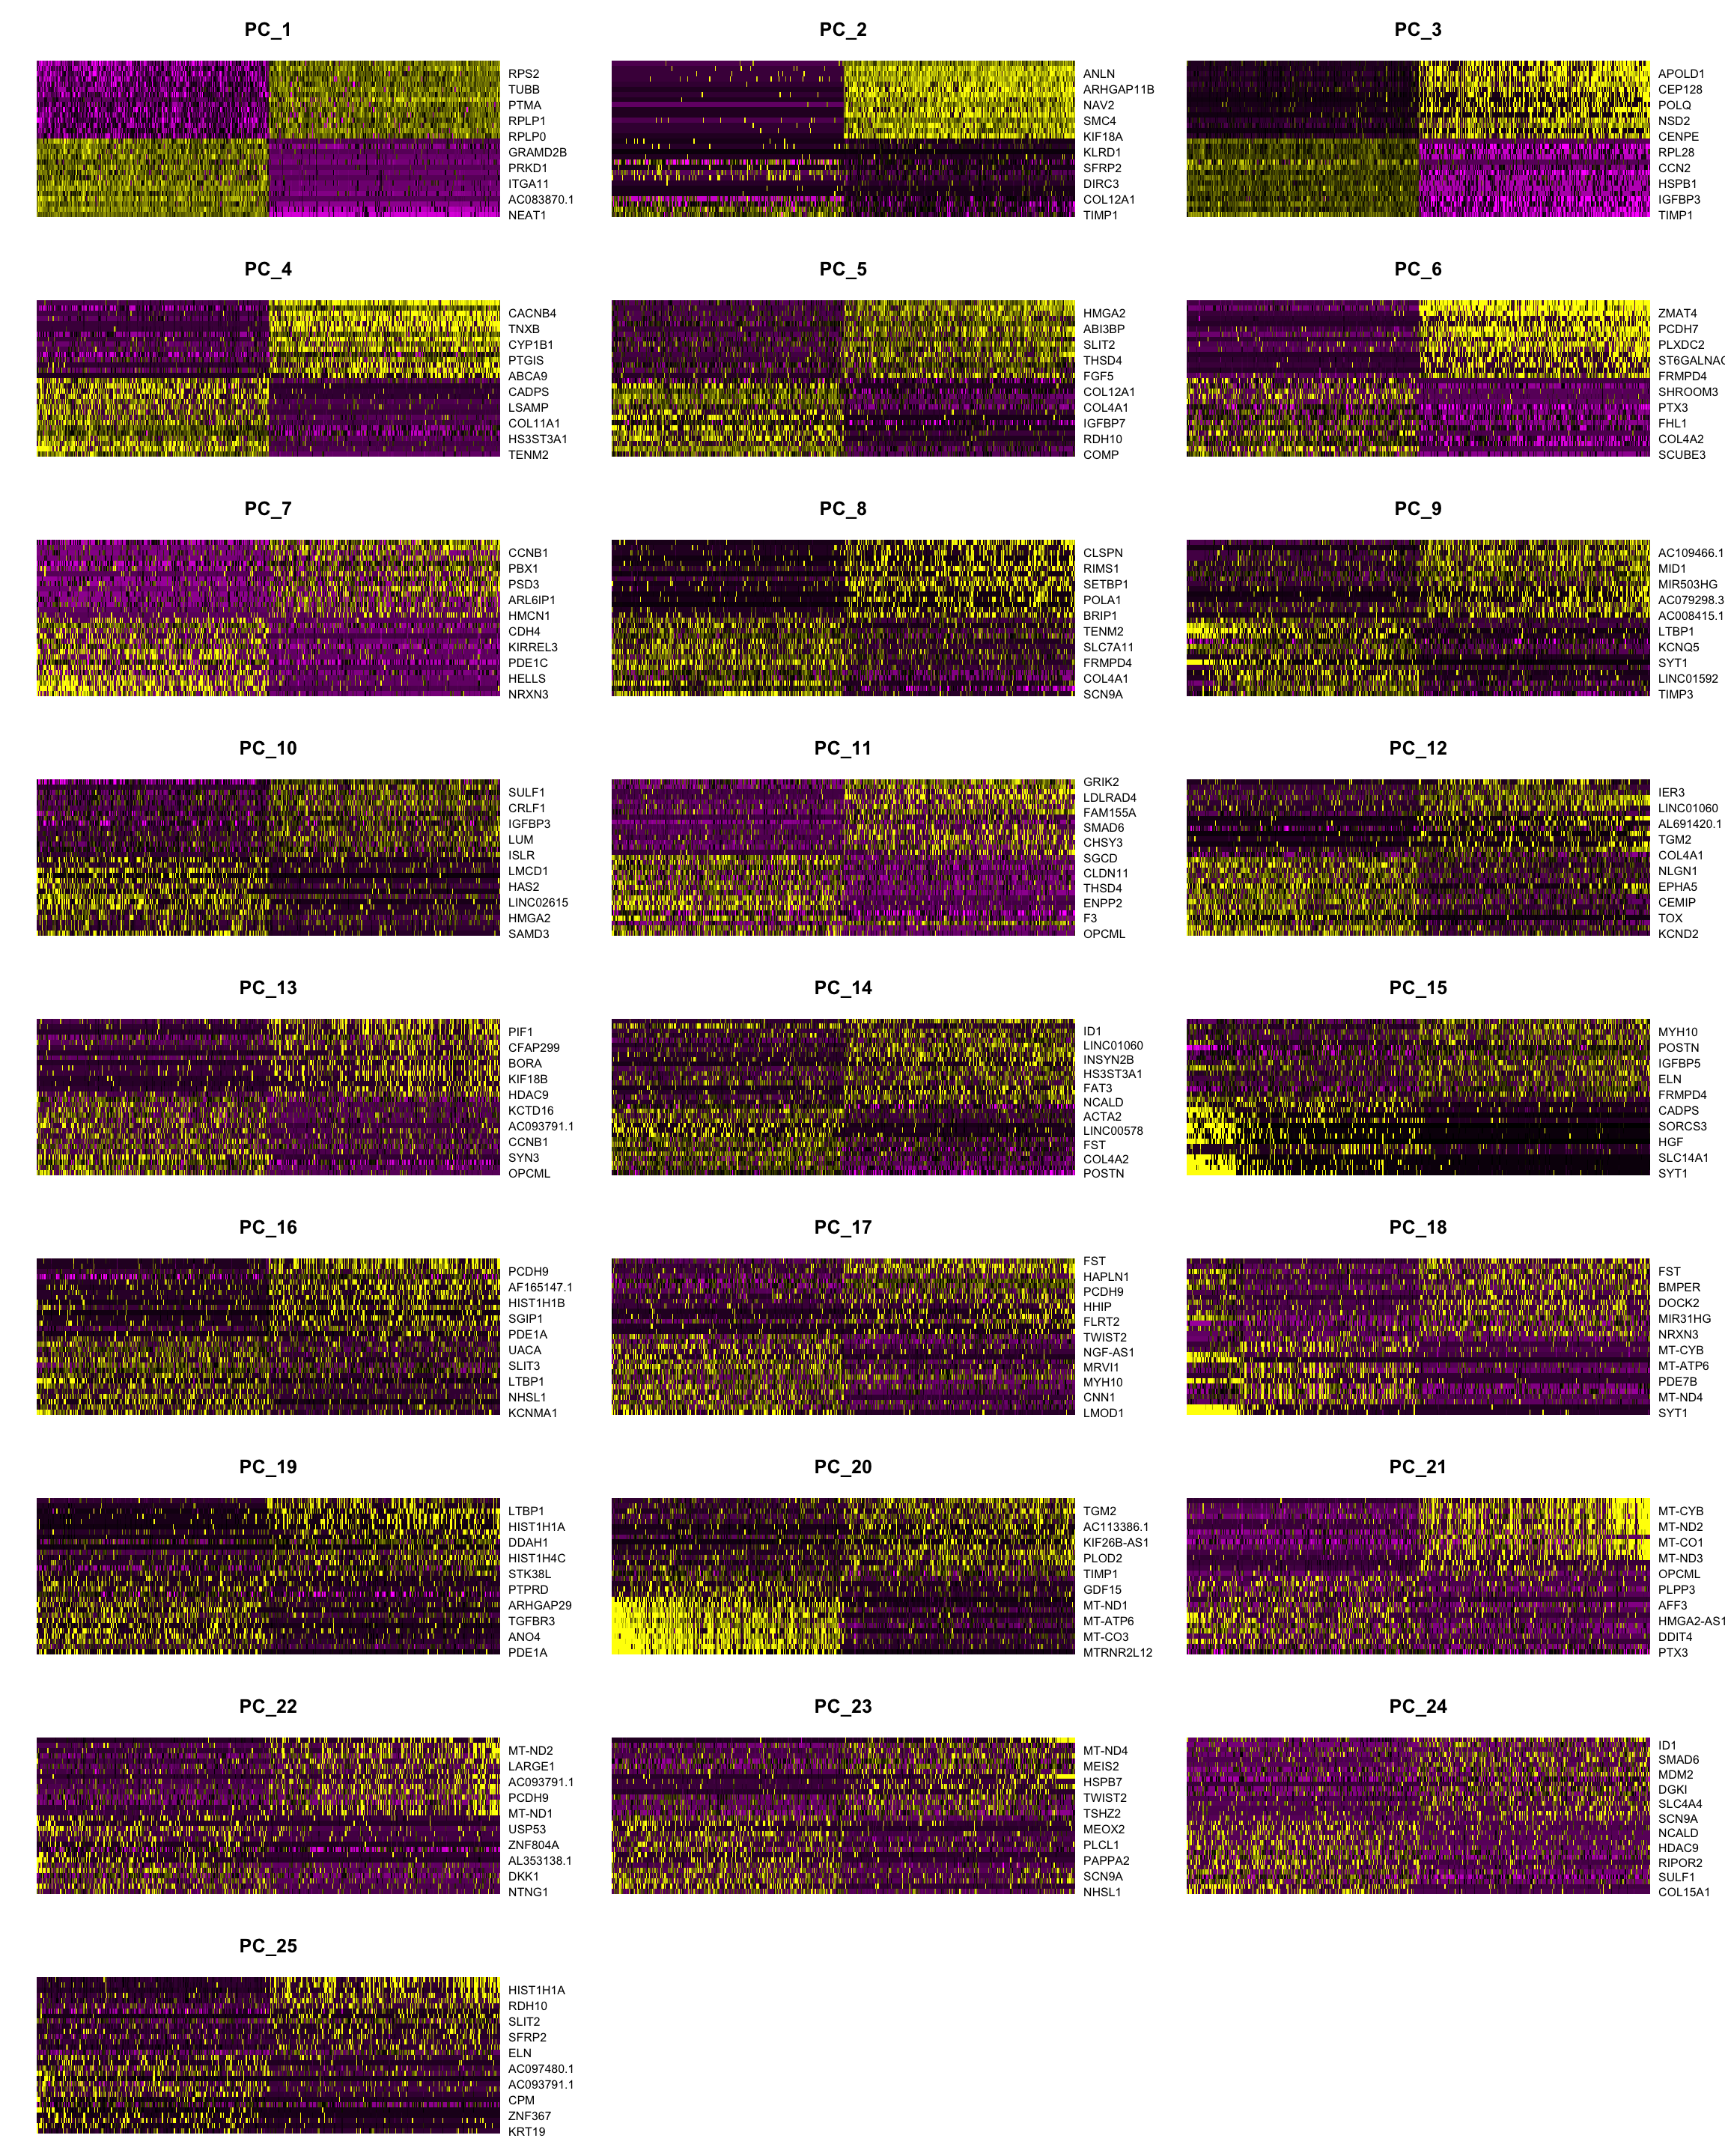 PC_1
RPS2
TUBB
PTMA
RPLP1
RPLP0
GRAMD2B
PRKD1
ITGA11
AC083870.1
NEAT1
PC_2
ANLN
ARHGAP11B
NAV2
SMC4
KIF18A
KLRD1
SFRP2
DIRC3
COL12A1
TIMP1
PC_3
APOLD1
CEP128
POLQ
NSD2
CENPE
RPL28
CCN2
HSPB1
IGFBP3
TIMP1
PC_4
CACNB4
TNXB
CYP1B1
PTGIS
ABCA9
CADPS
LSAMP
COL11A1
HS3ST3A1
TENM2
PC_5
HMGA2
ABI3BP
SLIT2
THSD4
FGF5
COL12A1
COL4A1
IGFBP7
RDH10
COMP
PC_6
ZMAT4
PCDH7
PLXDC2
ST6GALNAC
FRMPD4
SHROOM3
PTX3
FHL1
COL4A2
SCUBE3
PC_7
CCNB1
PBX1
PSD3
ARL6IP1
HMCN1
CDH4
KIRREL3
PDE1C
HELLS
NRXN3
PC_8
CLSPN
RIMS1
SETBP1
POLA1
BRIP1
TENM2
SLC7A11
FRMPD4
COL4A1
SCN9A
PC_9
AC109466.1
MID1
MIR503HG
AC079298.3
AC008415.1
LTBP1
KCNQ5
SYT1
LINC01592
TIMP3
PC_10
SULF1
CRLF1
IGFBP3
LUM
ISLR
LMCD1
HAS2
LINC02615
HMGA2
SAMD3
PC_11
GRIK2
LDLRAD4
FAM155A
SMAD6
CHSY3
SGCD
CLDN11
THSD4
ENPP2
F3
OPCML
PC_12
IER3
LINC01060
AL691420.1
TGM2
COL4A1
NLGN1
EPHA5
CEMIP
TOX
KCND2
PC_13
PIF1
CFAP299
BORA
KIF18B
HDAC9
KCTD16
AC093791.1
CCNB1
SYN3
OPCML
PC_14
ID1
LINC01060
INSYN2B
HS3ST3A1
FAT3
NCALD
ACTA2
LINC00578
FST
COL4A2
POSTN
PC_15
MYH10
POSTN
IGFBP5
ELN
FRMPD4
CADPS
SORCS3
HGF
SLC14A1
SYT1
PC_16
PCDH9
AF165147.1
HIST1H1B
SGIP1
PDE1A
UACA
SLIT3
LTBP1
NHSL1
KCNMA1
PC_17
FST
HAPLN1
PCDH9
HHIP
FLRT2
TWIST2
NGF-AS1
MRVI1
MYH10
CNN1
LMOD1
PC_18
FST
BMPER
DOCK2
MIR31HG
NRXN3
MT-CYB
MT-ATP6
PDE7B
MT-ND4
SYT1
PC_19
LTBP1
HIST1H1A
DDAH1
HIST1H4C
STK38L
PTPRD
ARHGAP29
TGFBR3
ANO4
PDE1A
PC_20
TGM2
AC113386.1
KIF26B-AS1
PLOD2
TIMP1
GDF15
MT-ND1
MT-ATP6
MT-CO3
MTRNR2L12
PC_21
MT-CYB
MT-ND2
MT-CO1
MT-ND3
OPCML
PLPP3
AFF3
HMGA2-AS1
DDIT4
PTX3
PC_22
MT-ND2
LARGE1
AC093791.1
PCDH9
MT-ND1
USP53
ZNF804A
AL353138.1
DKK1
NTNG1
PC_23
MT-ND4
MEIS2
HSPB7
TWIST2
TSHZ2
MEOX2
PLCL1
PAPPA2
SCN9A
NHSL1
PC_24
ID1
SMAD6
MDM2
DGKI
SLC4A4
SCN9A
NCALD
HDAC9
RIPOR2
SULF1
COL15A1
PC_25
HIST1H1A
RDH10
SLIT2
SFRP2
ELN
AC097480.1
AC093791.1
CPM
ZNF367
KRT19